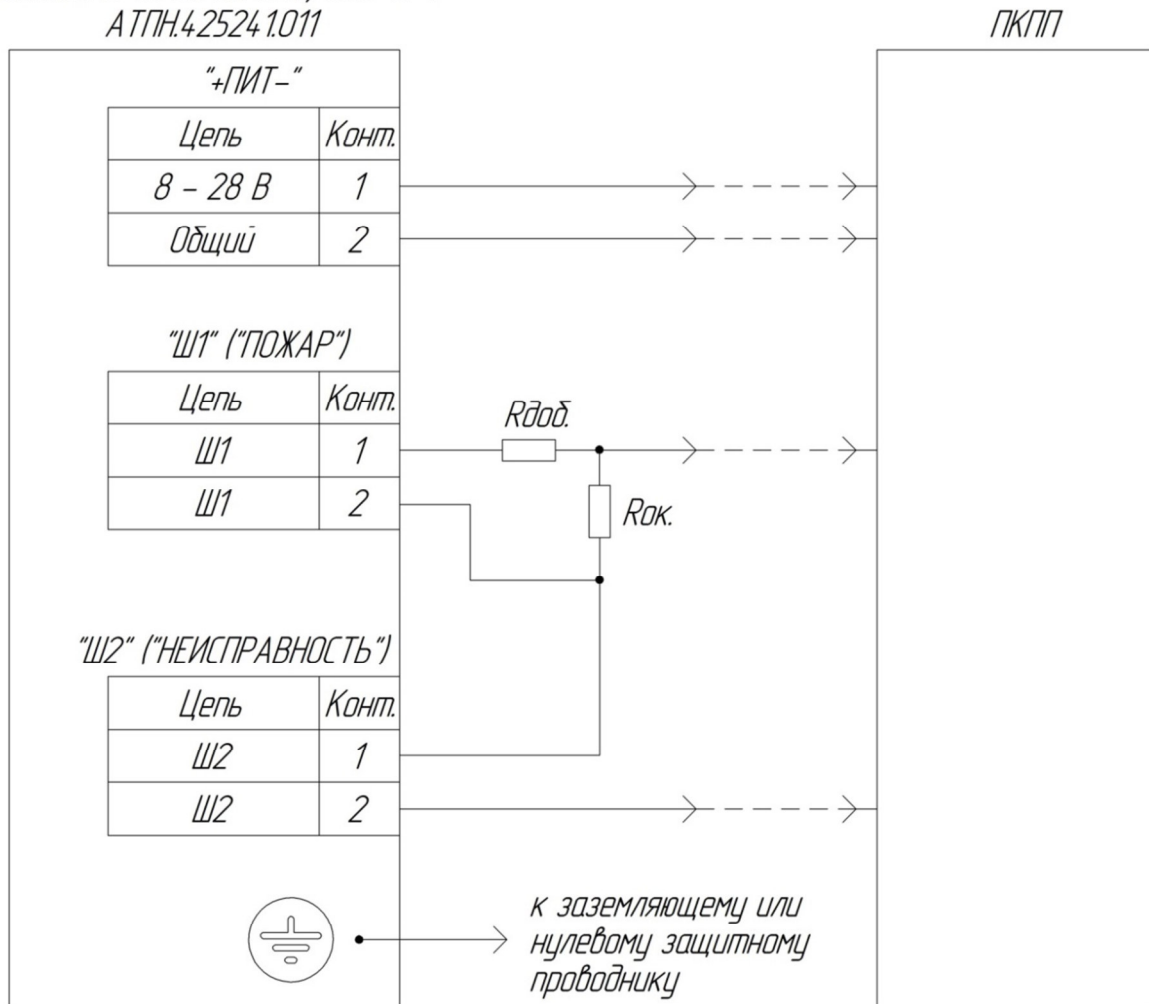 АТПН.425241.011
ПКПП
"+ПИТ-"
Цепь Конт.
8 - 28 В 1
Общий 2
"Ш1" ("ПОЖАР")
Цепь Конт.
Ш1 1
Ш1 2
Rдоб.
Rок.
"Ш2" ("НЕИСПРАВНОСТЬ")
Цепь Конт.
Ш2 1
Ш2 2
к заземляющему или
нулевому защитному
проводнику